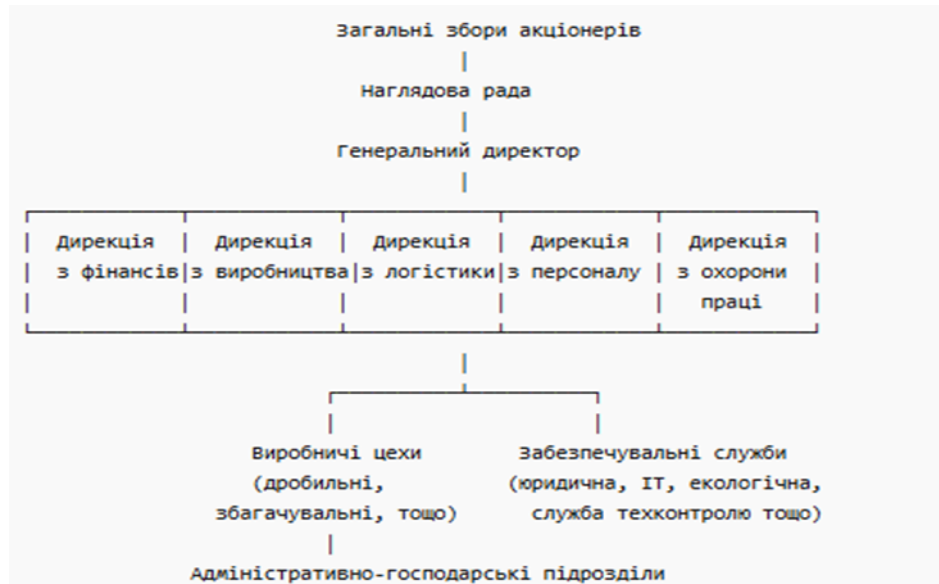 Загальні збори акціонерів
Наглядова рада
Генеральний директор
Дирекція Дирекція Дирекція Дирекція Дирекція
з фінансів з виробництва з логістики з персоналу з охорони
праці
Виробничі цехи Забезпечувальні служби
(дробильні, (юридична, ІТ, екологічна,
збагачувальні, тощо) служба техконтролю тощо)
Адміністративно-господарські підрозділи